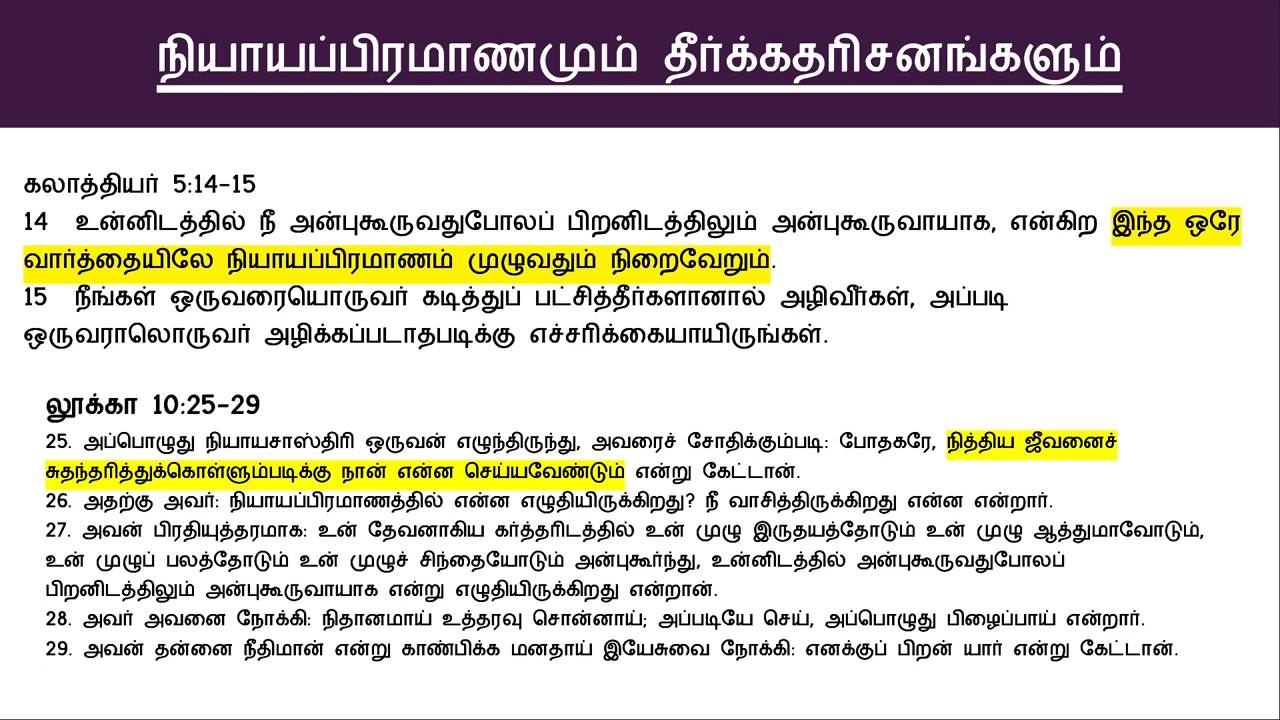 நியாயப்பிரமாணமும் தீர்க்கதரிசனங்களும்
கலாத்தியர் 5:14-15
14 உன்னிடத்தில் நீ அன்புகூருவதுபோலப் பிறனிடத்திலும் அன்புகூருவாயாக, என்கிற இந்த ஒரே
வார்த்தையிலே நியாயப்பிரமாணம் முழுவதும் நிறைவேறும்.
15 நீங்கள் ஒருவரையொருவர் கடித்துப் பட்சித்தீர்களானால் அழிவீர்கள், அப்படி
ஒருவராலொருவர் அழிக்கப்படாதபடிக்கு எச்சரிக்கையாயிருங்கள்.
லூக்கா 10:25-29
25. அப்பொழுது நியாயசாஸ்திரி ஒருவன் எழுந்திருந்து, அவரைச் சோதிக்கும்படி: போதகரே, நித்திய ஜீவனைச்
சுதந்தரித்துக்கொள்ளும்படிக்கு நான் என்ன செய்யவேண்டும் என்று கேட்டான்.
26. அதற்கு அவர்: நியாயப்பிரமாணத்தில் என்ன எழுதியிருக்கிறது? நீ வாசித்திருக்கிறது என்ன என்றார்.
27. அவன் பிரதியுத்தரமாக: உன் தேவனாகிய கர்த்தரிடத்தில் உன் முழு இருதயத்தோடும் உன் முழு ஆத்துமாவோடும்,
உன் முழுப் பலத்தோடும் உன் முழுச் சிந்தையோடும் அன்புகூர்ந்து, உன்னிடத்தில் அன்புகூருவதுபோலப்
பிறனிடத்திலும் அன்புகூருவாயாக என்று எழுதியிருக்கிறது என்றான்.
28. அவர் அவனை நோக்கி: நிதானமாய் உத்தரவு சொன்னாய்; அப்படியே செய், அப்பொழுது பிழைப்பாய் என்றார்.
29. அவன் தன்னை நீதிமான் என்று காண்பிக்க மனதாய் இயேசுவை நோக்கி: எனக்குப் பிறன் யார் என்று கேட்டான்.